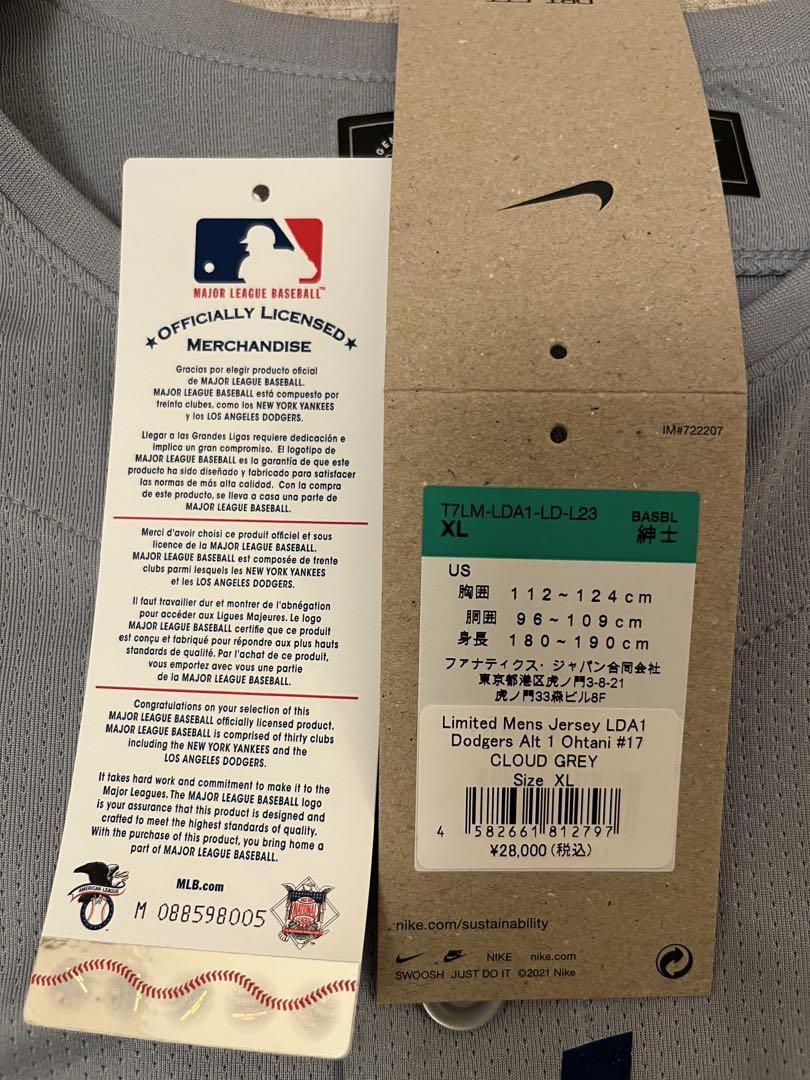 MAJOR LEAGUE BASEBALL™
OFFICIALLY LICENSED
MERCHANDISE
Gracias por elegir producto oficial
de MAJOR LEAGUE BASEBALL.
MAJOR LEAGUE BASEBALL está compuesto por
treinta clubes, como los NEW YORK YANKEES
y los LOS ANGELES DODGERS.
Llegar a las Grandes Ligas requiere dedicación e
implica un gran compromiso. El logotipo de
MAJOR LEAGUE BASEBALL es la garantía de que este
producto ha sido diseñado y fabricado para satisfacer
las normas de más alta calidad. Con la compra
de este producto, se lleva a casa una parte de
MAJOR LEAGUE BASEBALL.
Merci d'avoir choisi ce produit officiel et sous
licence de la MAJOR LEAGUE BASEBALL.
MAJOR LEAGUE BASEBALL est composée de trente
clubs parmi lesquels les NEW YORK YANKEES
et les LOS ANGELES DODGERS.
Il faut travailler dur et montrer de l'abnégation
pour accéder aux Ligues Majeures. Le logo
MAJOR LEAGUE BASEBALL certifie que ce produit
est conçu et fabriqué pour répondre aux plus hauts
standards de qualité. Par l'achat de ce produit,
vous emportez avec vous une partie
de la MAJOR LEAGUE BASEBALL.
Congratulations on your selection of this
MAJOR LEAGUE BASEBALL officially licensed product.
MAJOR LEAGUE BASEBALL is comprised of thirty clubs
including the NEW YORK YANKEES and the
LOS ANGELES DODGERS.
It takes hard work and commitment to make it to the
Major Leagues. The MAJOR LEAGUE BASEBALL logo
is your assurance that this product is designed and
crafted to meet the highest standards of quality.
With the purchase of this product, you bring home a
part of MAJOR LEAGUE BASEBALL.
AMERICAN LEAGUE
MLB.com
M 088598005
NATIONAL
GE
IM#722207
T7LM-LDA1-LD-L23
BASBL
XL
紳士
US
胸囲 112~124cm
胴囲 96~109cm
身長 180~190cm
ファナティクス・ジャパン合同会社
東京都港区虎ノ門3-8-21
虎ノ門33森ビル8F
Limited Mens Jersey LDA1
Dodgers Alt 1 Ohtani #17
CLOUD GREY
Size XL
4 582661 812797
¥28,000(税込)
nike.com/sustainability
NIKE nike.com
SWOOSH JUST DO IT ©2021 Nike